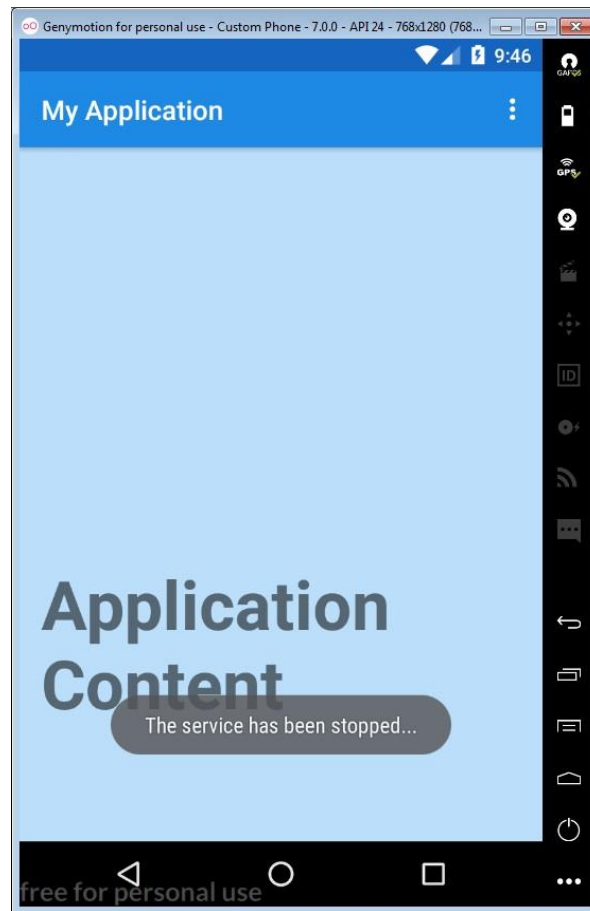 Genymotion for personal use - Custom Phone - 7.0.0 - API 24 - 768x1280 (768...
9:46
GAPPS
My Application
GPS
ID
Application
Content
The service has been stopped...
free for personal use